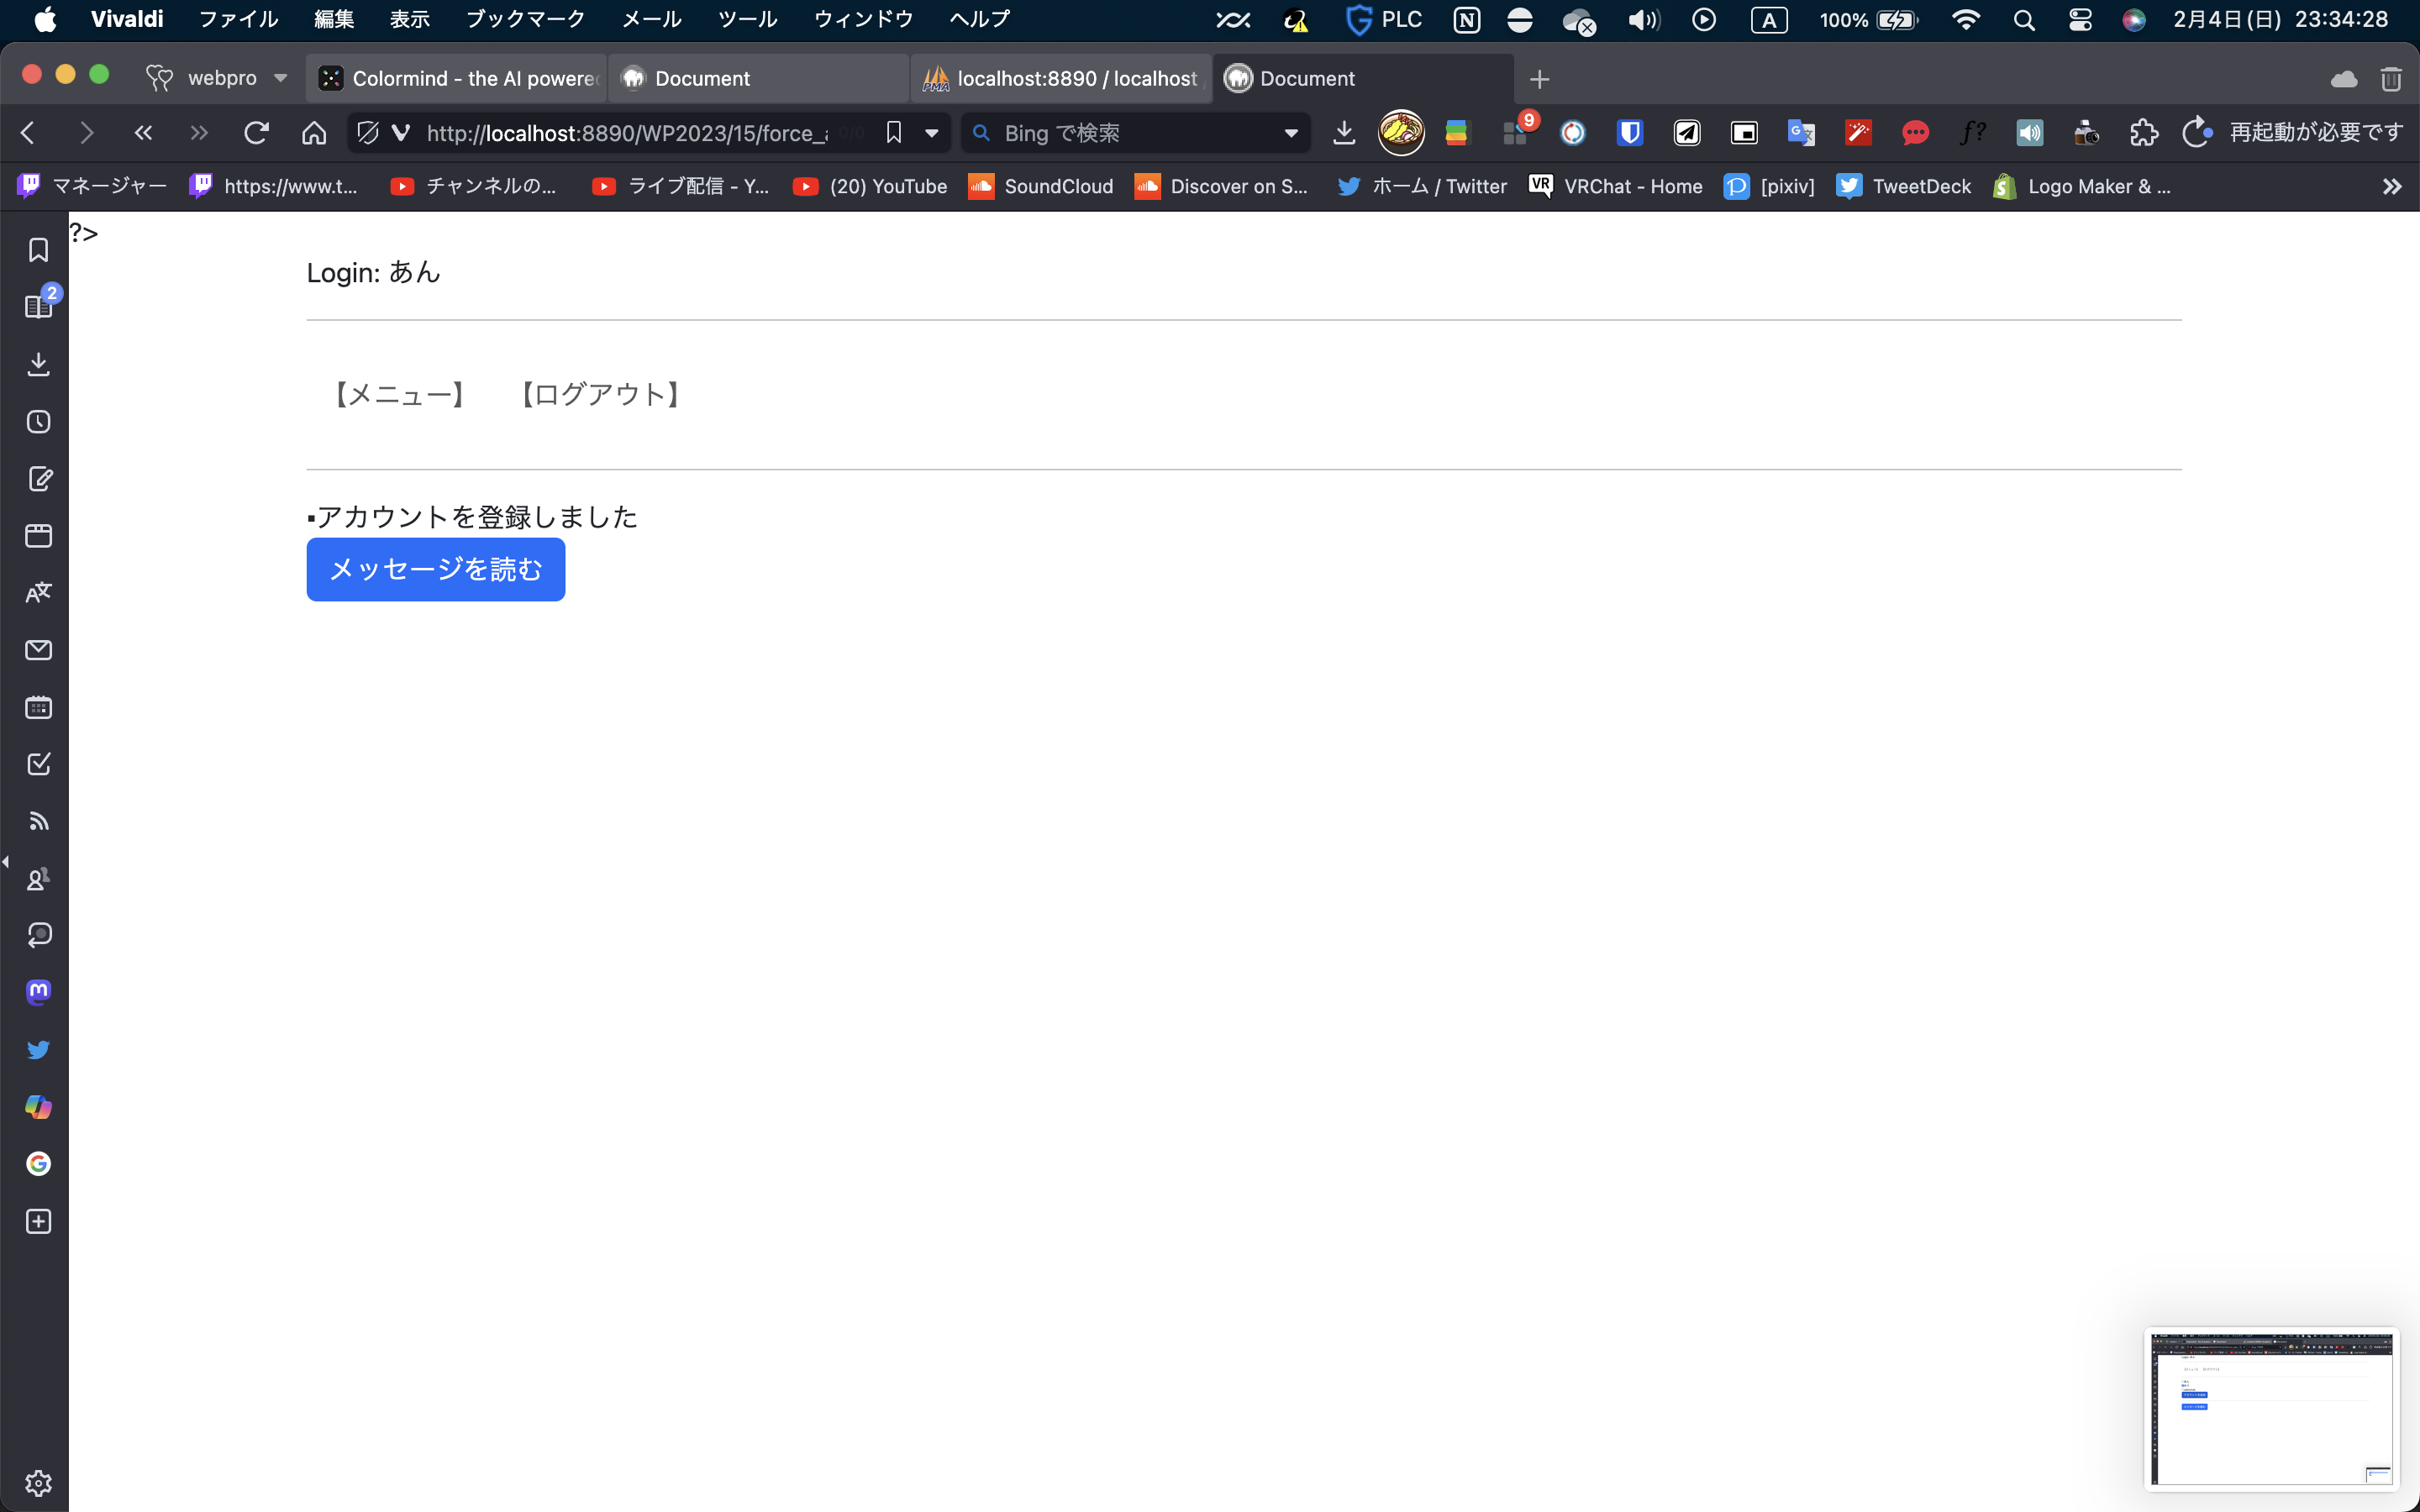 Vivaldi ファイル 編集 表示 ブックマーク メール ツール ウィンドウ ヘルプ PLC A 100% 2月4日(日) 23:34:28
webpro Colormind - the AI powered Document localhost:8890 / localhost Document
http://localhost:8890/WP2023/15/force_a 0/0 Bing で検索 9 再起動が必要です
マネージャー https://www.t... チャンネルの... ライブ配信 - Y... (20) YouTube SoundCloud Discover on S... ホーム / Twitter VRChat - Home [pixiv] TweetDeck Logo Maker & ...
?>
2
Login: あん
【メニュー】 【ログアウト】
▪アカウントを登録しました
メッセージを読む